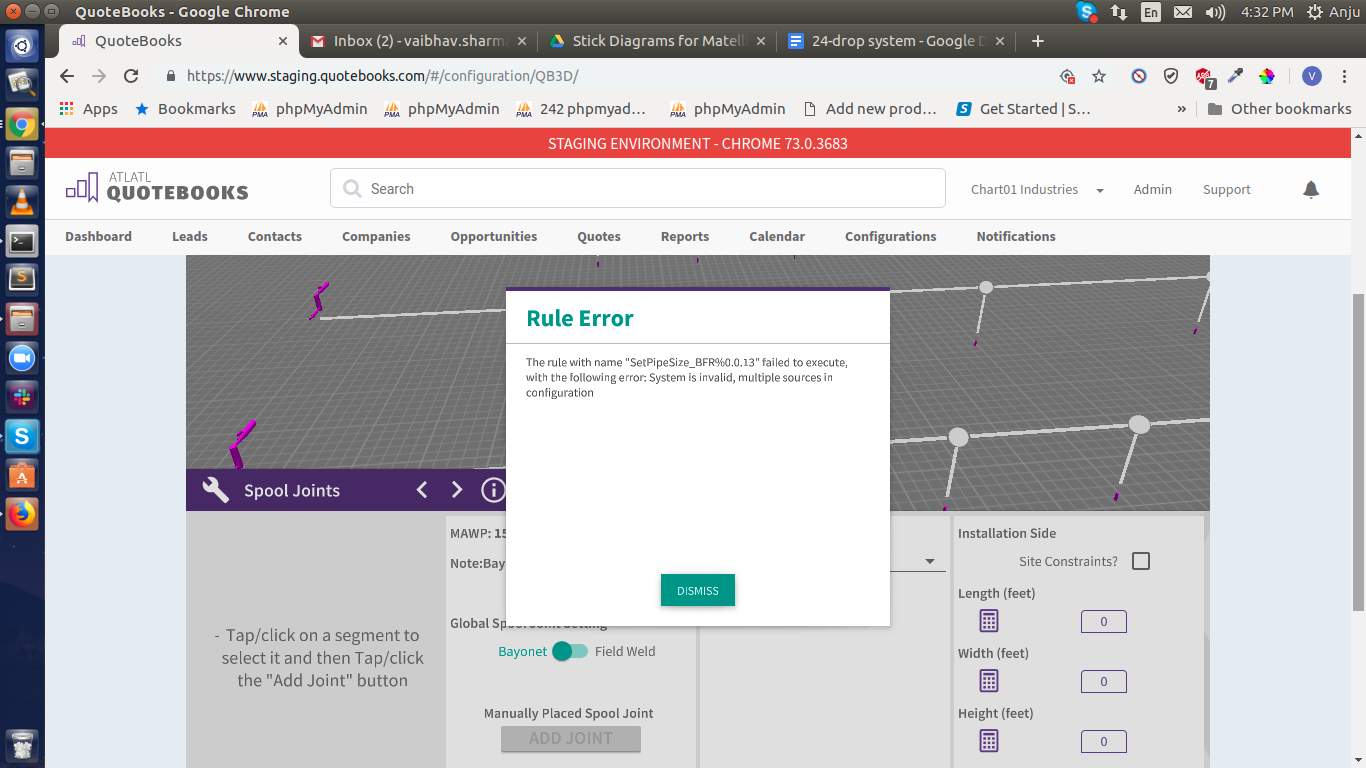 QuoteBooks - Google Chrome
En
4:32 PM
Anju
QuoteBooks
Inbox (2) - vaibhav.sharm
Stick Diagrams for Matell
24-drop system - Google D
https://www.staging.quotebooks.com/#/configuration/QB3D/
7
V
Apps
Bookmarks
phpMyAdmin
phpMyAdmin
242 phpmyad…
phpMyAdmin
Add new prod…
Get Started | S…
»
Other bookmarks
STAGING ENVIRONMENT - CHROME 73.0.3683
ATLATL
QUOTEBOOKS
Search
Chart01 Industries
Admin
Support
Dashboard
Leads
Contacts
Companies
Opportunities
Quotes
Reports
Calendar
Configurations
Notifications
Rule Error
The rule with name "SetPipeSize_BFR%0.0.13" failed to execute,
with the following error: System is invalid, multiple sources in
configuration
DISMISS
Spool Joints
- Tap/click on a segment to
select it and then Tap/click
the "Add Joint" button
MAWP: 15
Note:Bay
Global Spool Joint Setting
Bayonet
Field Weld
Manually Placed Spool Joint
ADD JOINT
Installation Side
Site Constraints?
Length (feet)
0
Width (feet)
0
Height (feet)
0